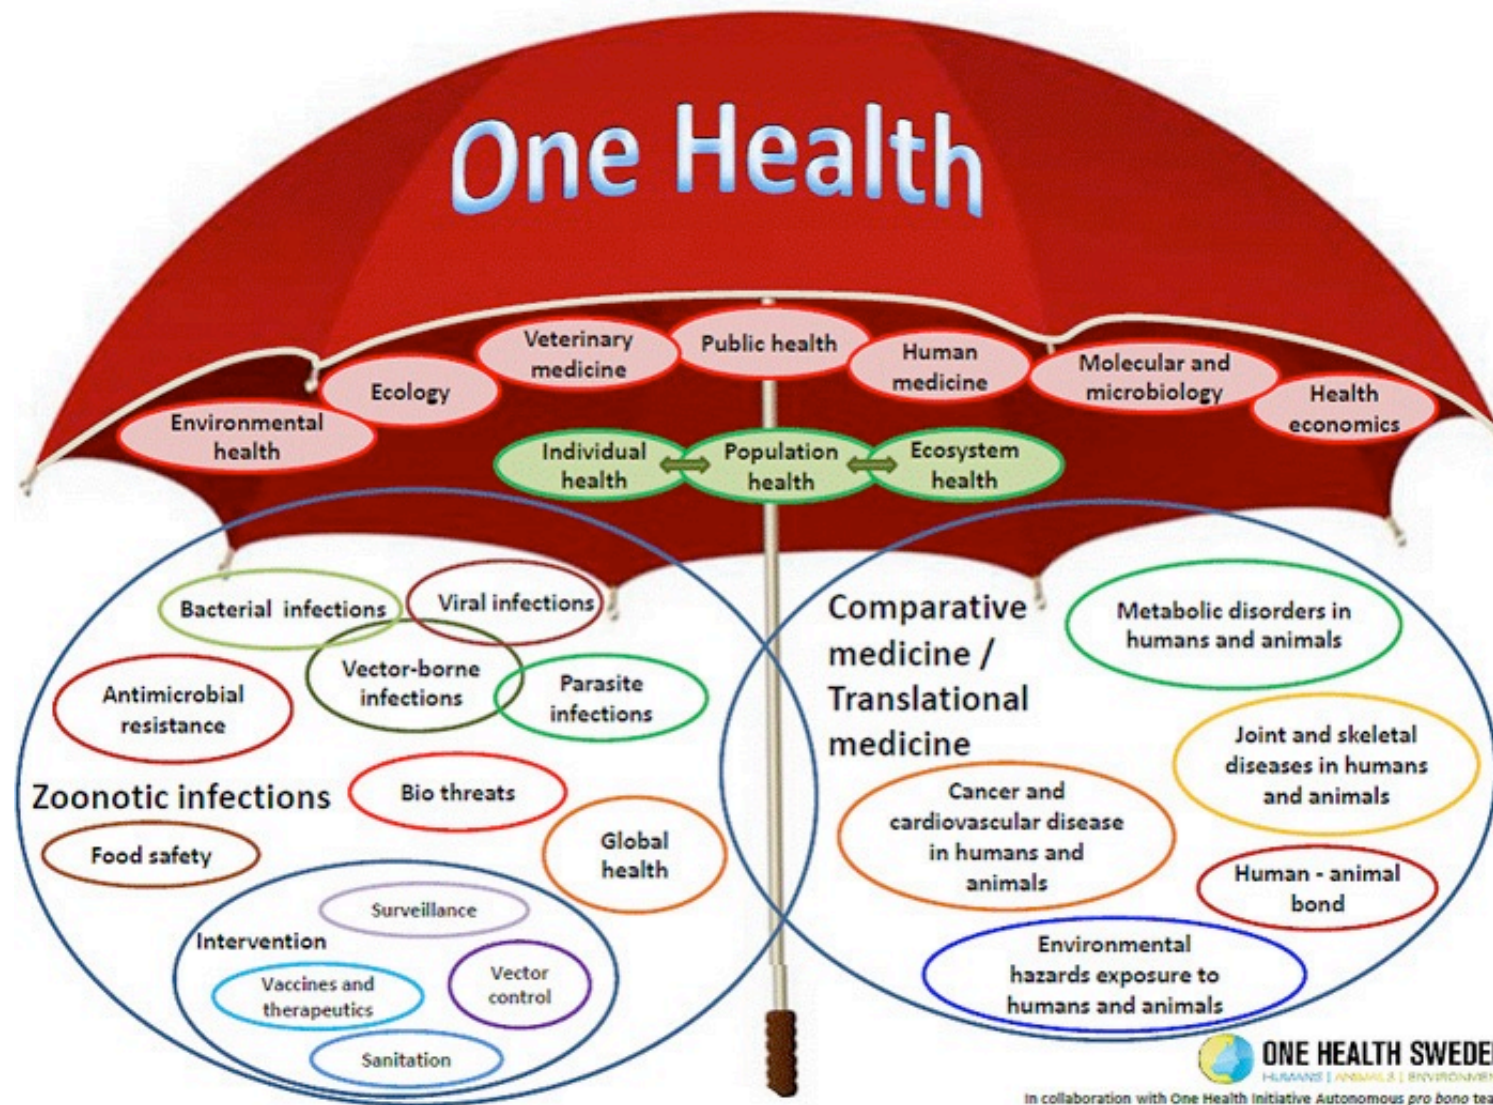 One Health
Veterinary
medicine
Public health
Human
medicine
Molecular and
microbiology
Ecology
Health
economics
Environmental
health
Individual
health
Population
health
Ecosystem
health
Bacterial infections
Viral infections
Vector-borne
infections
Parasite
infections
Antimicrobial
resistance
Zoonotic infections
Bio threats
Food safety
Global
health
Surveillance
Intervention
Vaccines and
therapeutics
Vector
control
Sanitation
Comparative
medicine /
Translational
medicine
Metabolic disorders in
humans and animals
Joint and skeletal
diseases in humans
and animals
Cancer and
cardiovascular disease
in humans and
animals
Human - animal
bond
Environmental
hazards exposure to
humans and animals
ONE HEALTH SWEDEN
HUMANS | ANIMALS | ENVIRONMENT
In collaboration with One Health Initiative Autonomous pro bono tea